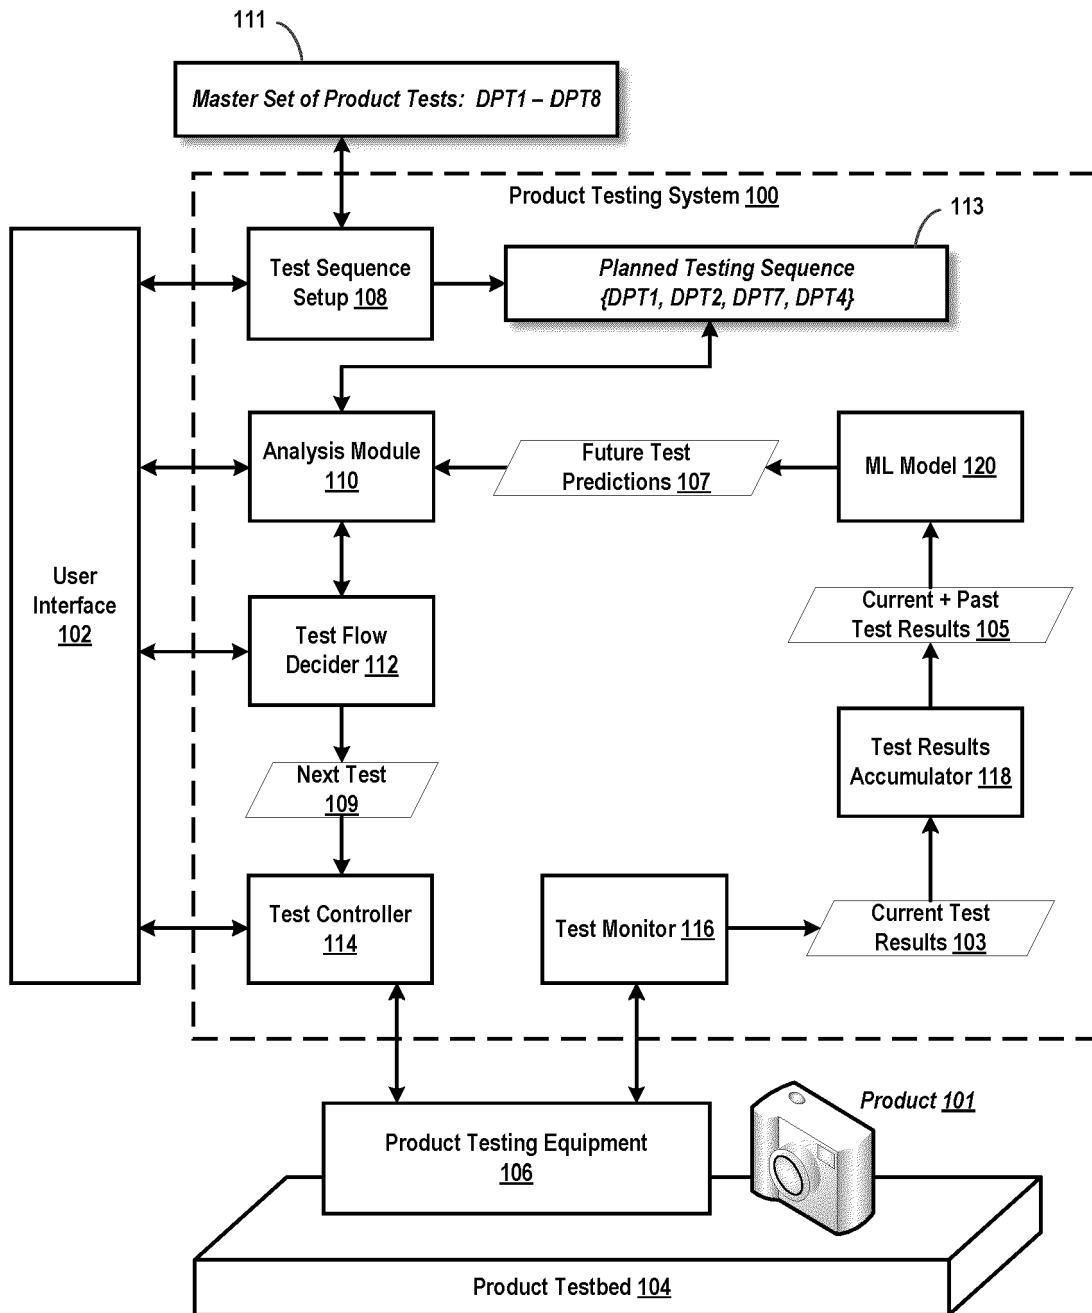 111
Master Set of Product Tests: DPT1 – DPT8
Product Testing System 100
113
Test Sequence
Setup 108
Planned Testing Sequence
{DPT1, DPT2, DPT7, DPT4}
Analysis Module
110
Future Test
Predictions 107
ML Model 120
User
Interface
102
Current + Past
Test Results 105
Test Flow
Decider 112
Test Results
Accumulator 118
Next Test
109
Test Controller
114
Test Monitor 116
Current Test
Results 103
Product 101
Product Testing Equipment
106
Product Testbed 104